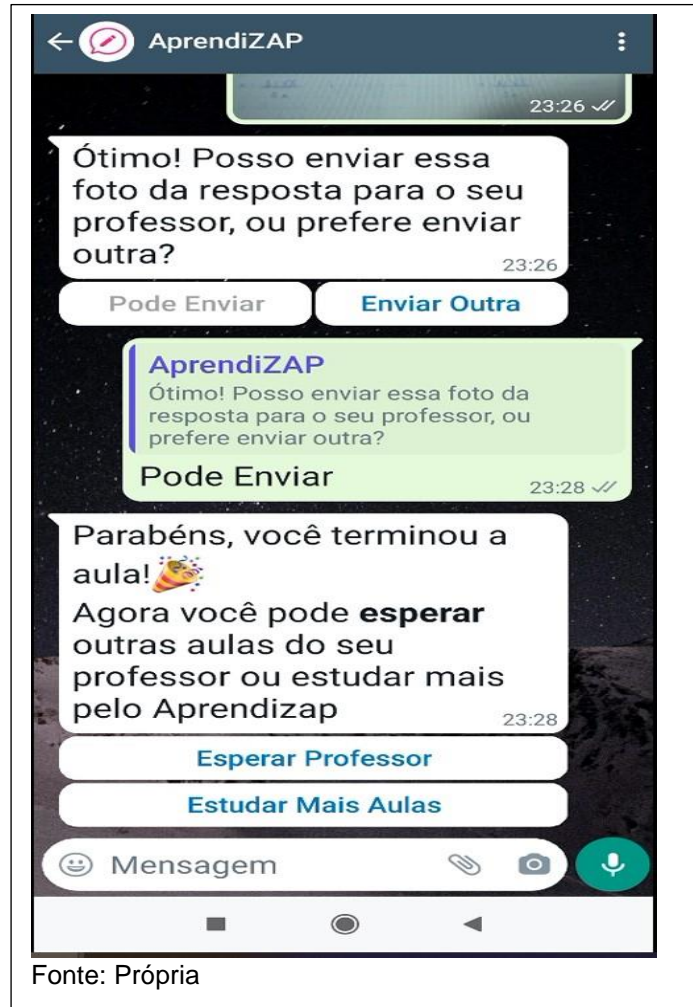 AprendiZAP
23:26
Ótimo! Posso enviar essa
foto da resposta para o seu
professor, ou prefere enviar
outra?
23:26
Pode Enviar
Enviar Outra
AprendiZAP
Ótimo! Posso enviar essa foto da
resposta para o seu professor, ou
prefere enviar outra?
Pode Enviar
23:28
Parabéns, você terminou a
aula!🎉
Agora você pode esperar
outras aulas do seu
professor ou estudar mais
pelo Aprendizap
23:28
Esperar Professor
Estudar Mais Aulas
Mensagem
Fonte: Própria